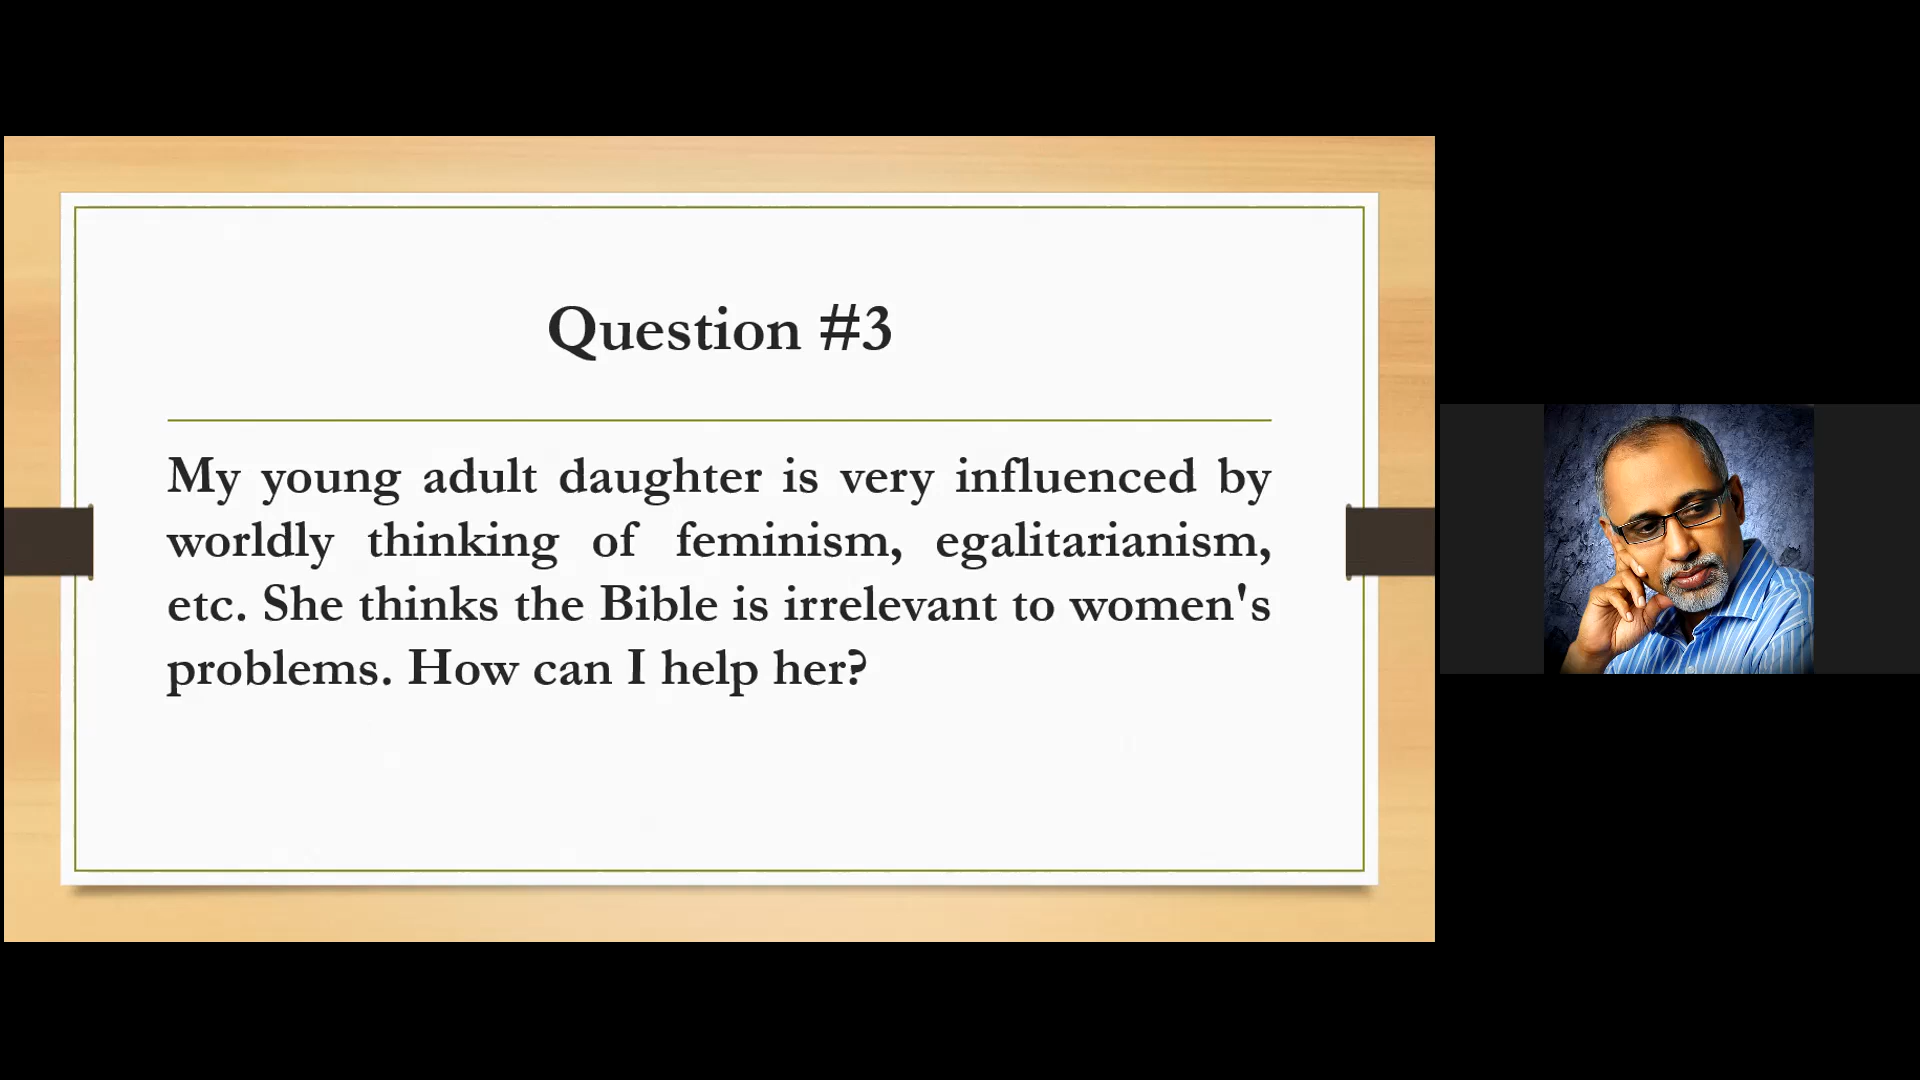 Question #3
My young adult daughter is very influenced by
worldly thinking of feminism, egalitarianism,
etc. She thinks the Bible is irrelevant to women's
problems. How can I help her?